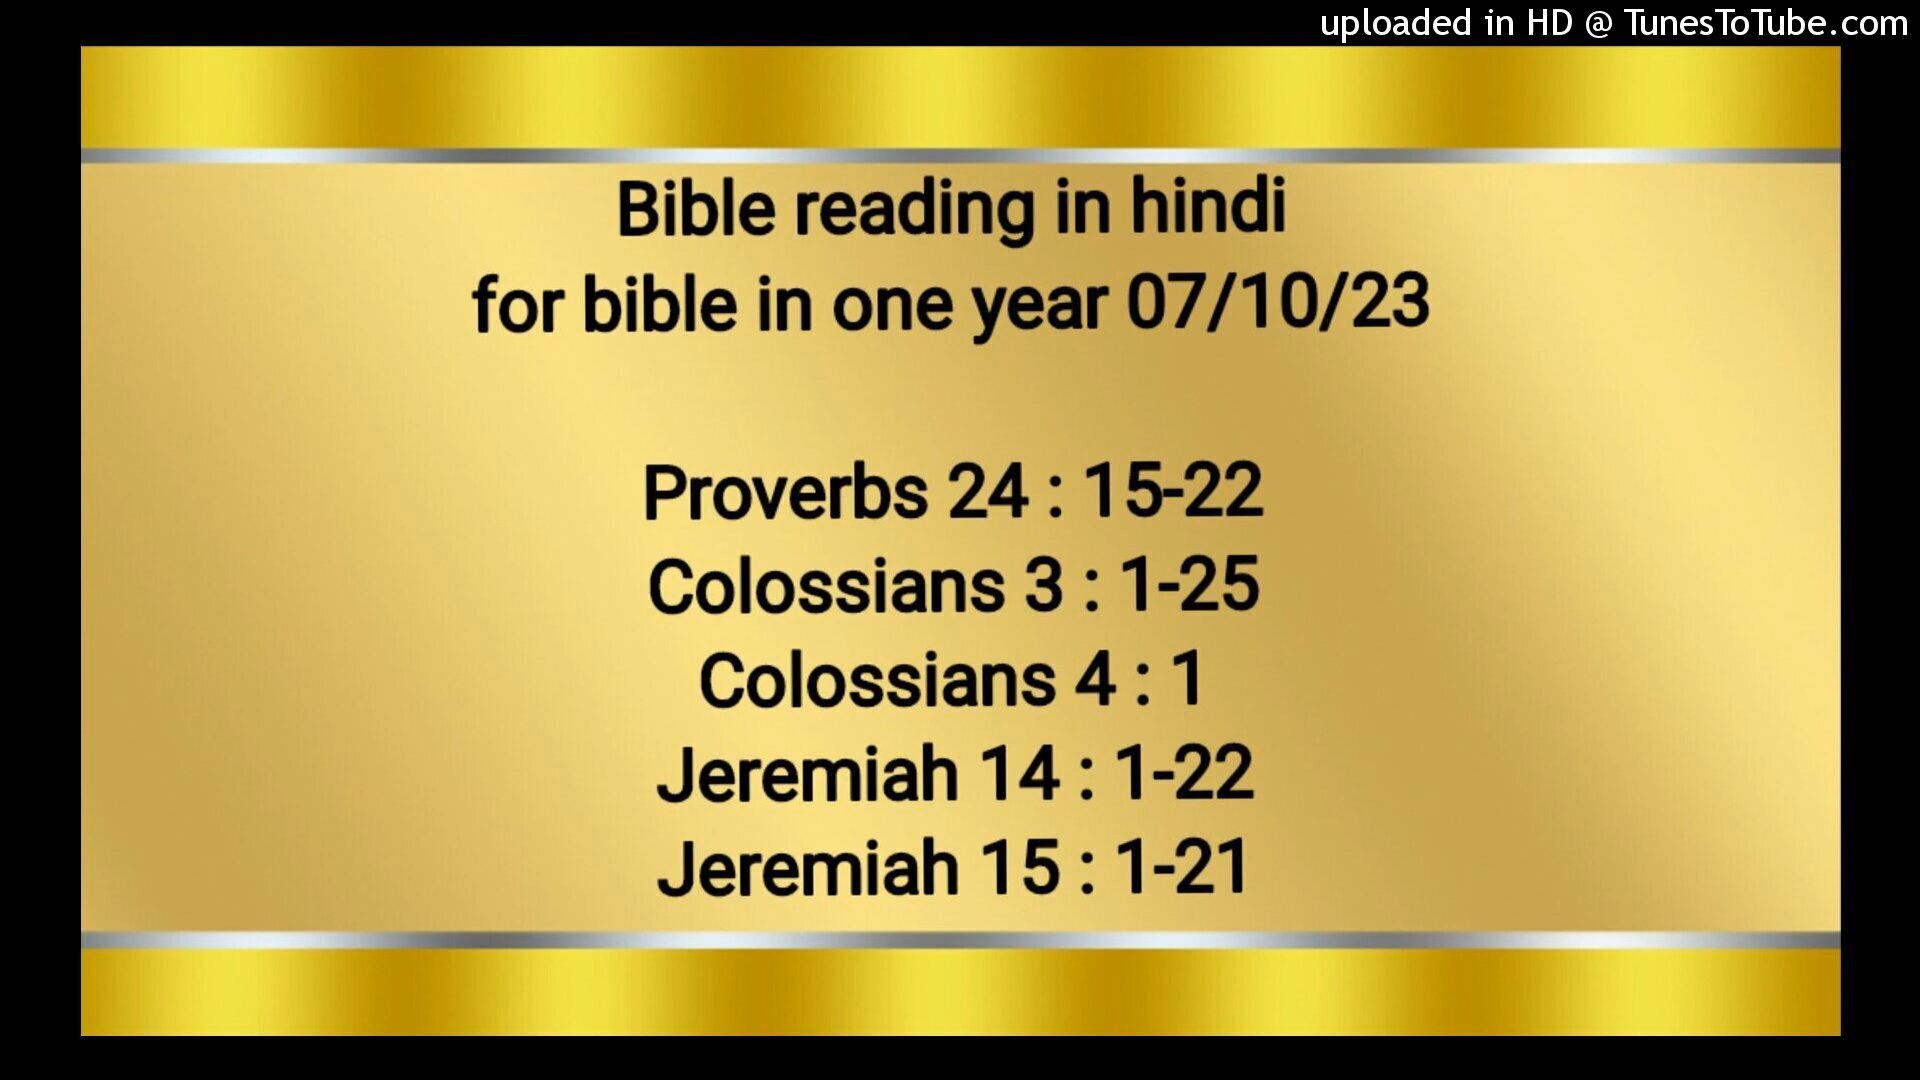 uploaded in HD @ TunesToTube.com
Bible reading in hindi
for bible in one year 07/10/23
Proverbs 24 : 15-22
Colossians 3 : 1-25
Colossians 4 : 1
Jeremiah 14 : 1-22
Jeremiah 15 : 1-21